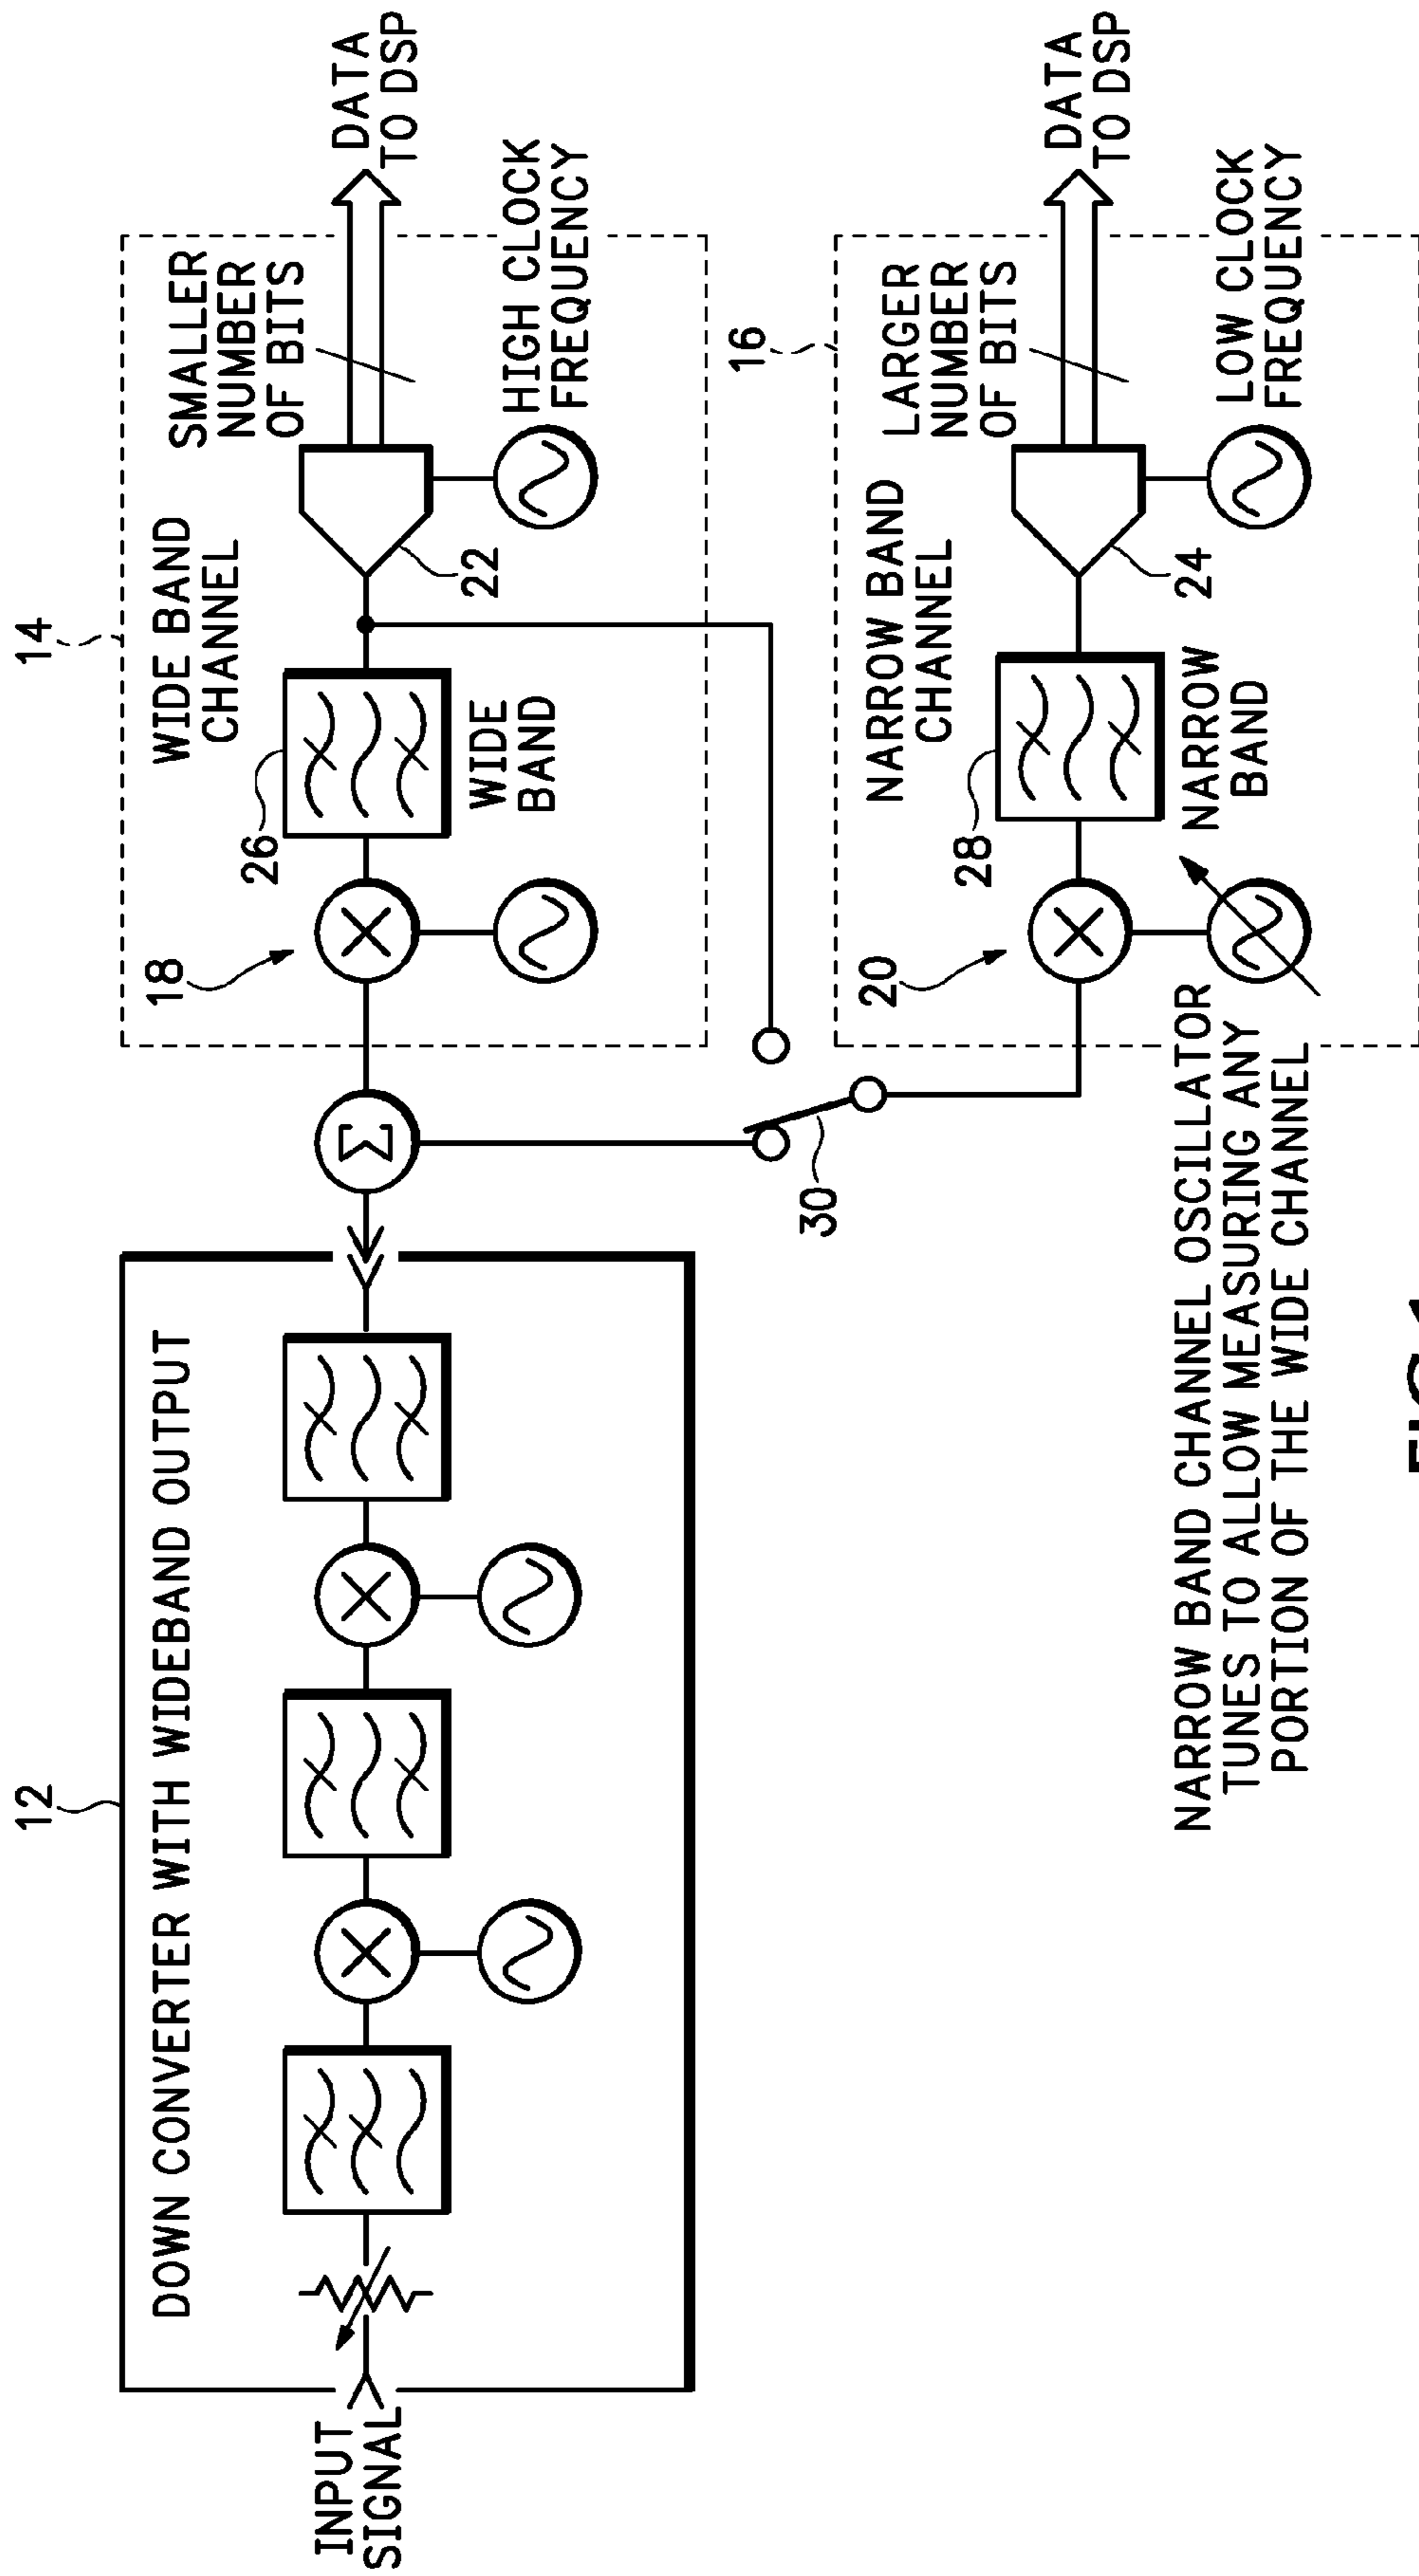 12
DOWN CONVERTER WITH WIDEBAND OUTPUT
INPUT
SIGNAL
14
WIDE BAND
CHANNEL
18
26
WIDE
BAND
22
SMALLER
NUMBER
OF BITS
HIGH CLOCK
FREQUENCY
DATA
TO DSP
30
16
NARROW BAND
CHANNEL
20
28
NARROW
BAND
24
LARGER
NUMBER
OF BITS
LOW CLOCK
FREQUENCY
DATA
TO DSP
NARROW BAND CHANNEL OSCILLATOR
TUNES TO ALLOW MEASURING ANY
PORTION OF THE WIDE CHANNEL
Σ